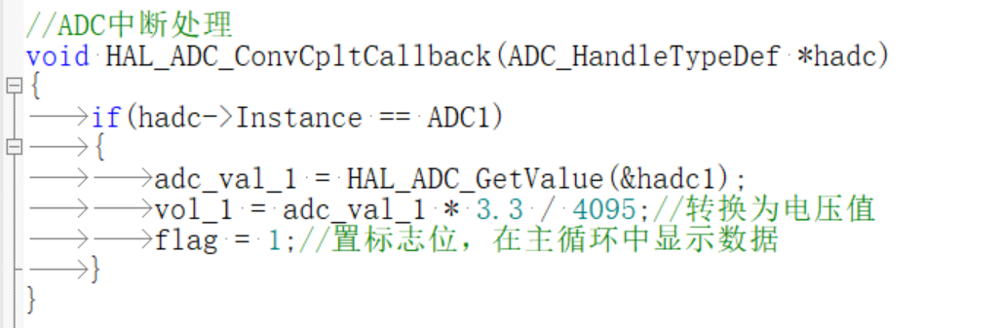 //ADC中断处理
void HAL_ADC_ConvCpltCallback(ADC_HandleTypeDef *hadc)
{
if(hadc->Instance == ADC1)
{
adc_val_1 = HAL_ADC_GetValue(&hadc1);
vol_1 = adc_val_1 * 3.3 / 4095;//转换为电压值
flag = 1;//置标志位，在主循环中显示数据
}
}